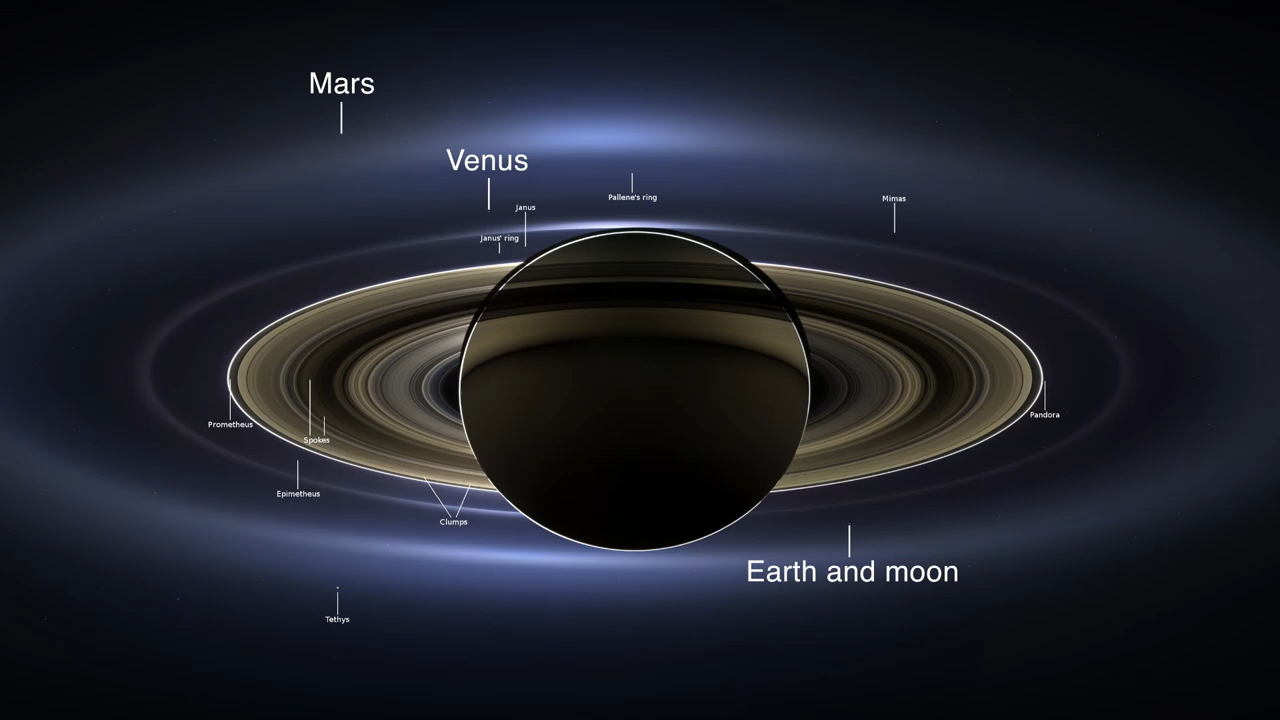 Mars
Venus
Pallene's ring
Mimas
Janus
Janus' ring
Prometheus
Pandora
Spokes
Epimetheus
Clumps
Earth and moon
Tethys